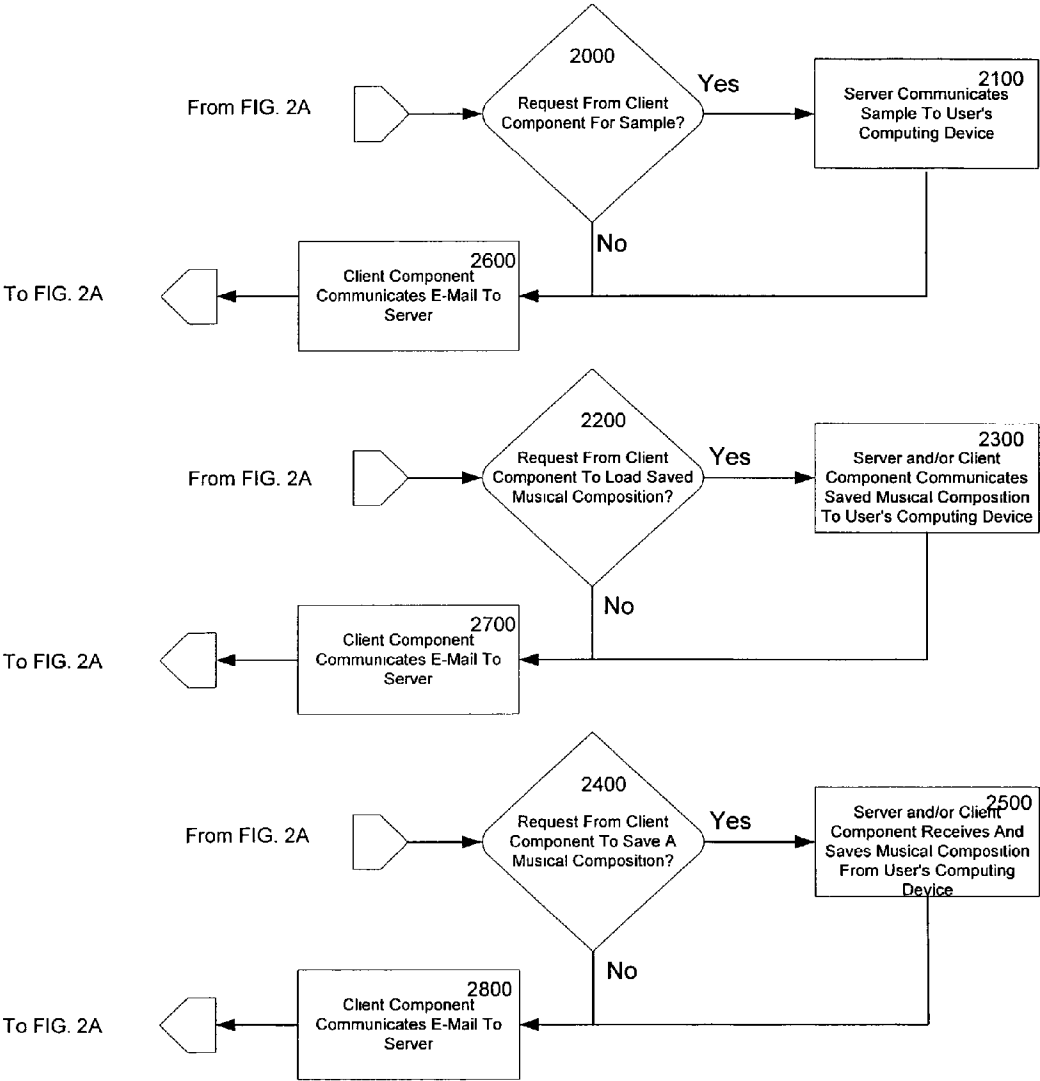 2000
Request From Client
Component For Sample?
From FIG. 2A
Yes
2100
Server Communicates
Sample To User's
Computing Device
No
2600
Client Component
Communicates E-Mail To
Server
To FIG. 2A
2200
Request From Client
Component To Load Saved
Musical Composition?
From FIG. 2A
Yes
2300
Server and/or Client
Component Communicates
Saved Musical Composition
To User's Computing Device
No
2700
Client Component
Communicates E-Mail To
Server
To FIG. 2A
2400
Request From Client
Component To Save A
Musical Composition?
From FIG. 2A
Yes
2500
Server and/or Client
Component Receives And
Saves Musical Composition
From User's Computing
Device
No
2800
Client Component
Communicates E-Mail To
Server
To FIG. 2A